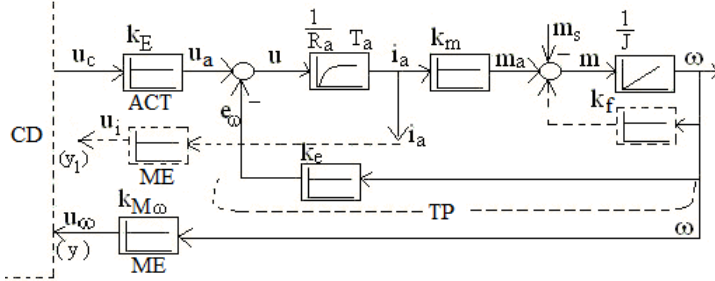 k_E
1
R_a
T_a
k_m
m_s
1
J
u_c
u_a
u
i_a
m_a
m
ω
ACT
k_f
CD
e_ω
u_i
i_a
k_e
(y_1)
ME
TP
k_Mω
u_ω
ω
(y)
ME